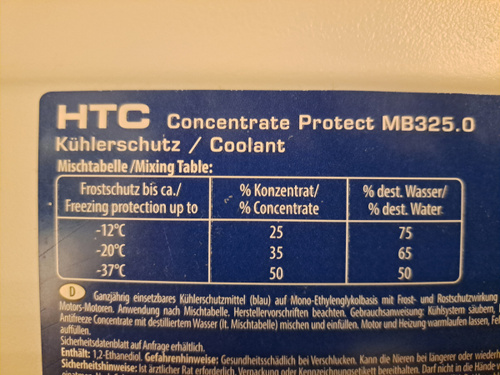 HTC Concentrate Protect MB325.0
Kühlerschutz / Coolant
Mischtabelle /Mixing Table:
Frostschutz bis ca./ % Konzentrat/ % dest. Wasser/
Freezing protection up to % Concentrate % dest. Water
-12°C 25 75
-20°C 35 65
-37°C 50 50
D Ganzjährig einsetzbares Kühlerschutzmittel (blau) auf Mono-Ethylenglykolbasis mit Frost- und Rostschutzwirkung
Motors-Motoren. Anwendung nach Mischtabelle. Herstellervorschriften beachten. Gebrauchsanweisung: Kühlsystem säubern,
Antifreeze Concentrate mit destilliertem Wasser (lt. Mischtabelle) mischen und einfüllen. Motor und Heizung warmlaufen lassen,
auffüllen.
Sicherheitsdatenblatt auf Anfrage erhältlich.
Enthält: 1,2-Ethandiol. Gefahrenhinweise: Gesundheitsschädlich bei Verschlucken. Kann die Nieren bei längerer oder
Sicherheitshinweise: Ist ärztlicher Rat erforderlich, Verpackung oder Kennzeichnungsetikett bereithalten. Darf nicht in